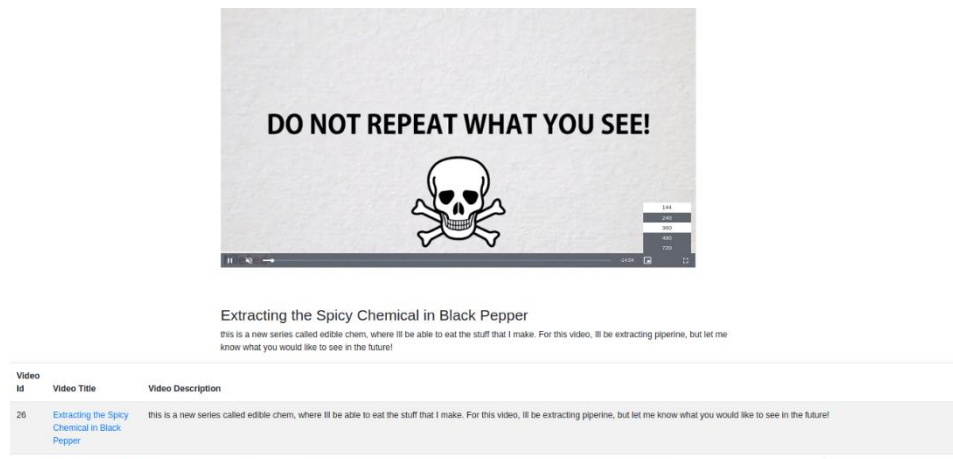 DO NOT REPEAT WHAT YOU SEE!
144
240
360
480
720
-14:54
Extracting the Spicy Chemical in Black Pepper
this is a new series called edible chem, where Ill be able to eat the stuff that I make. For this video, Ill be extracting piperine, but let me
know what you would like to see in the future!
Video
Id Video Title Video Description
26 Extracting the Spicy this is a new series called edible chem, where Ill be able to eat the stuff that I make. For this video, Ill be extracting piperine, but let me know what you would like to see in the future!
Chemical in Black
Pepper